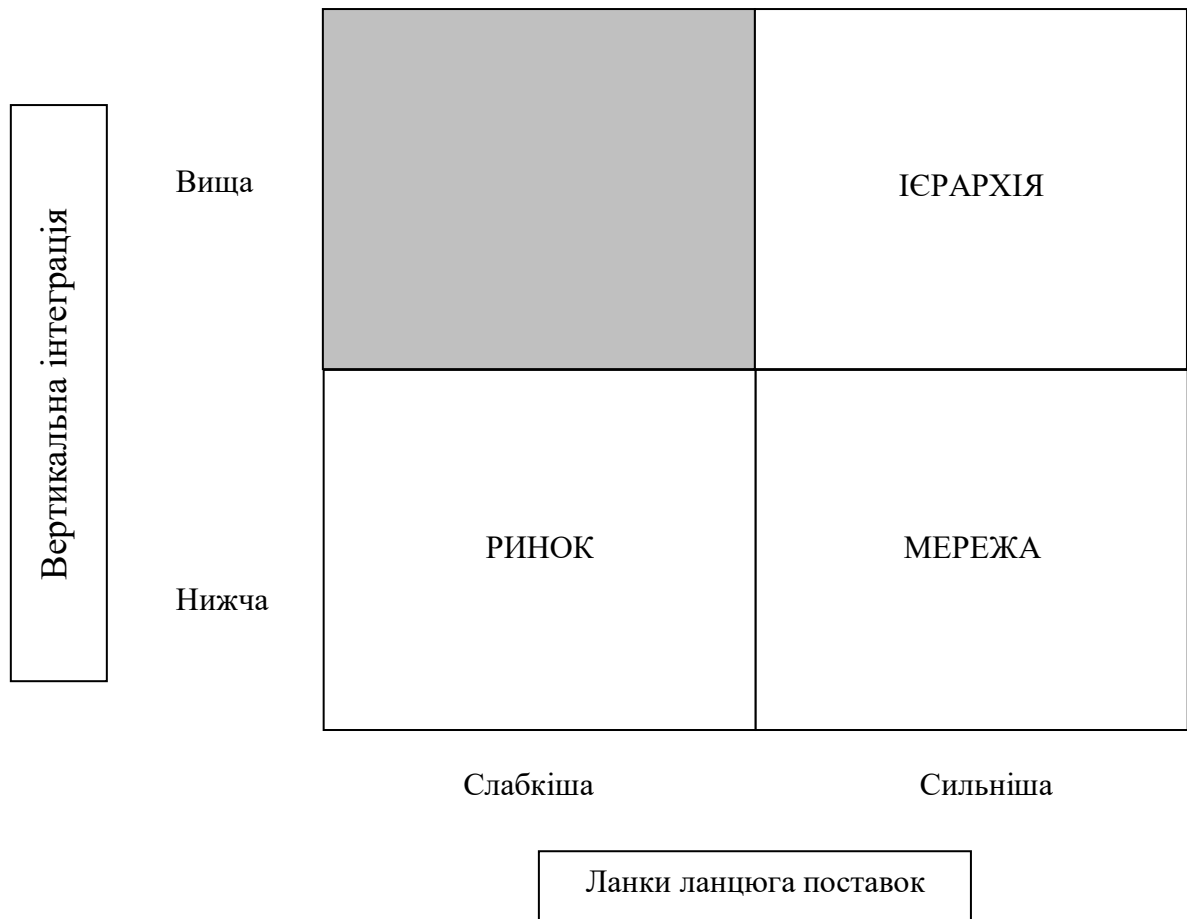 Вертикальна інтеграція
Вища
ІЄРАРХІЯ
РИНОК
МЕРЕЖА
Нижча
Слабкіша
Сильніша
Ланки ланцюга поставок